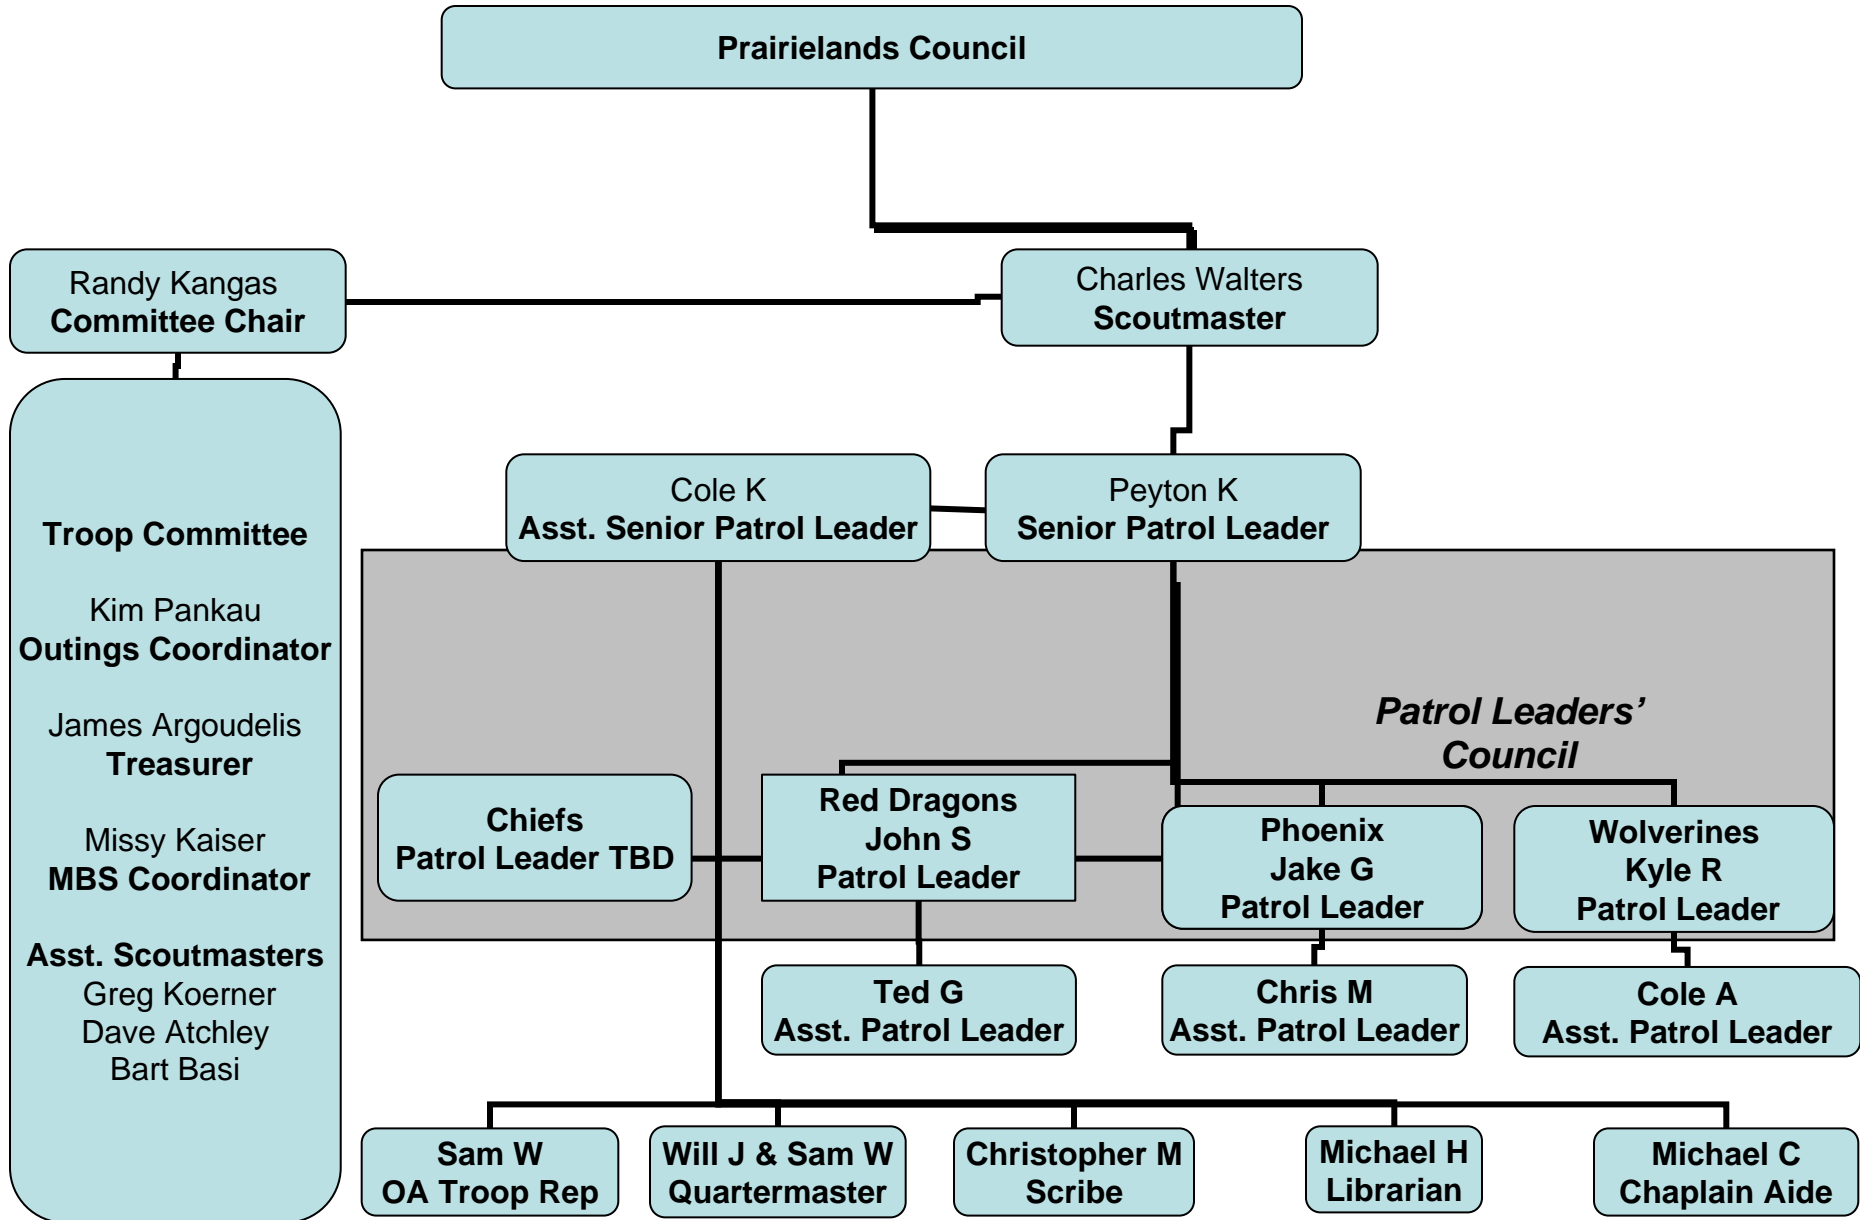 Prairielands Council
Randy Kangas
Committee Chair
Charles Walters
Scoutmaster
Cole K
Asst. Senior Patrol Leader
Peyton K
Senior Patrol Leader
Troop Committee
Kim Pankau
Outings Coordinator
James Argoudelis
Treasurer
Missy Kaiser
MBS Coordinator
Asst. Scoutmasters
Greg Koerner
Dave Atchley
Bart Basi
Patrol Leaders’
Council
Chiefs
Patrol Leader TBD
Red Dragons
John S
Patrol Leader
Phoenix
Jake G
Patrol Leader
Wolverines
Kyle R
Patrol Leader
Ted G
Asst. Patrol Leader
Chris M
Asst. Patrol Leader
Cole A
Asst. Patrol Leader
Sam W
OA Troop Rep
Will J & Sam W
Quartermaster
Christopher M
Scribe
Michael H
Librarian
Michael C
Chaplain Aide